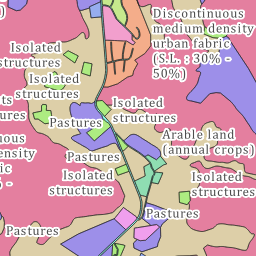 Discontinuous
medium density
urban fabric
(S.L. : 30% -
50%)
Isolated
structures
Isolated
structures
Isolated
structures
Pastures
Arable land
(annual crops)
Pastures
Isolated
structures
Isolated
structures
Pastures
Pastures